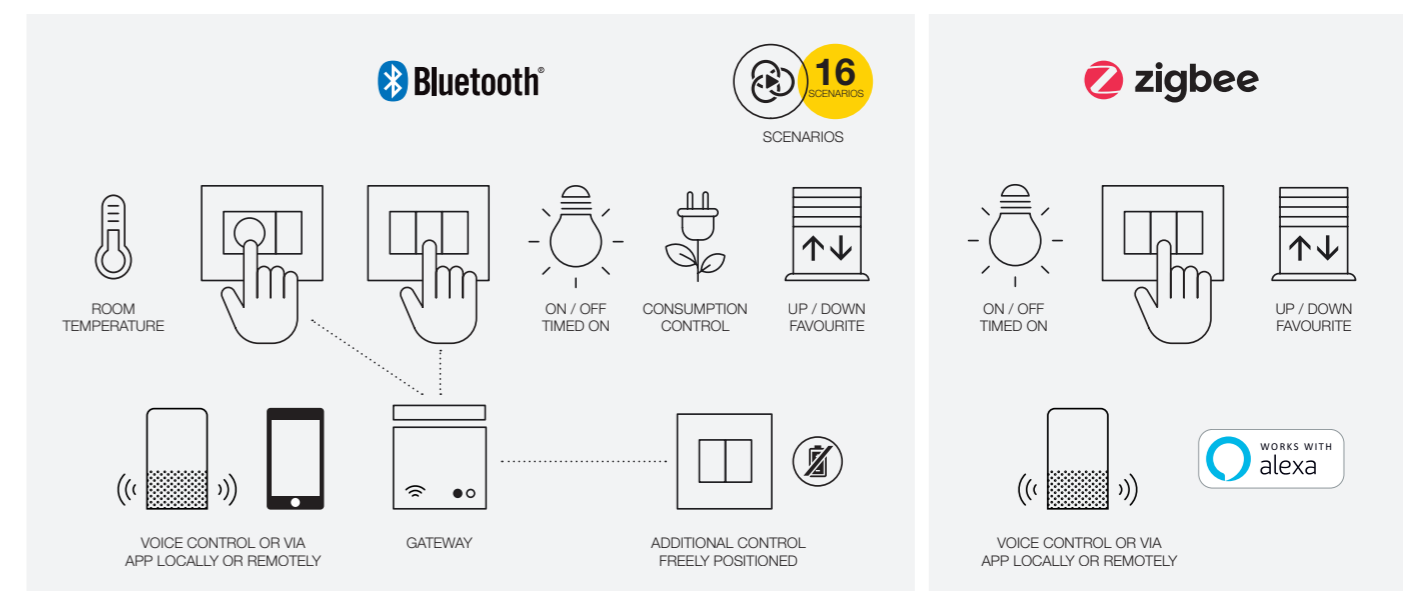 Bluetooth®
16
SCENARIOS
SCENARIOS
ROOM
TEMPERATURE
ON / OFF
TIMED ON
CONSUMPTION
CONTROL
UP / DOWN
FAVOURITE
VOICE CONTROL OR VIA
APP LOCALLY OR REMOTELY
GATEWAY
ADDITIONAL CONTROL
FREELY POSITIONED
zigbee
ON / OFF
TIMED ON
UP / DOWN
FAVOURITE
VOICE CONTROL OR VIA
APP LOCALLY OR REMOTELY
WORKS WITH
alexa